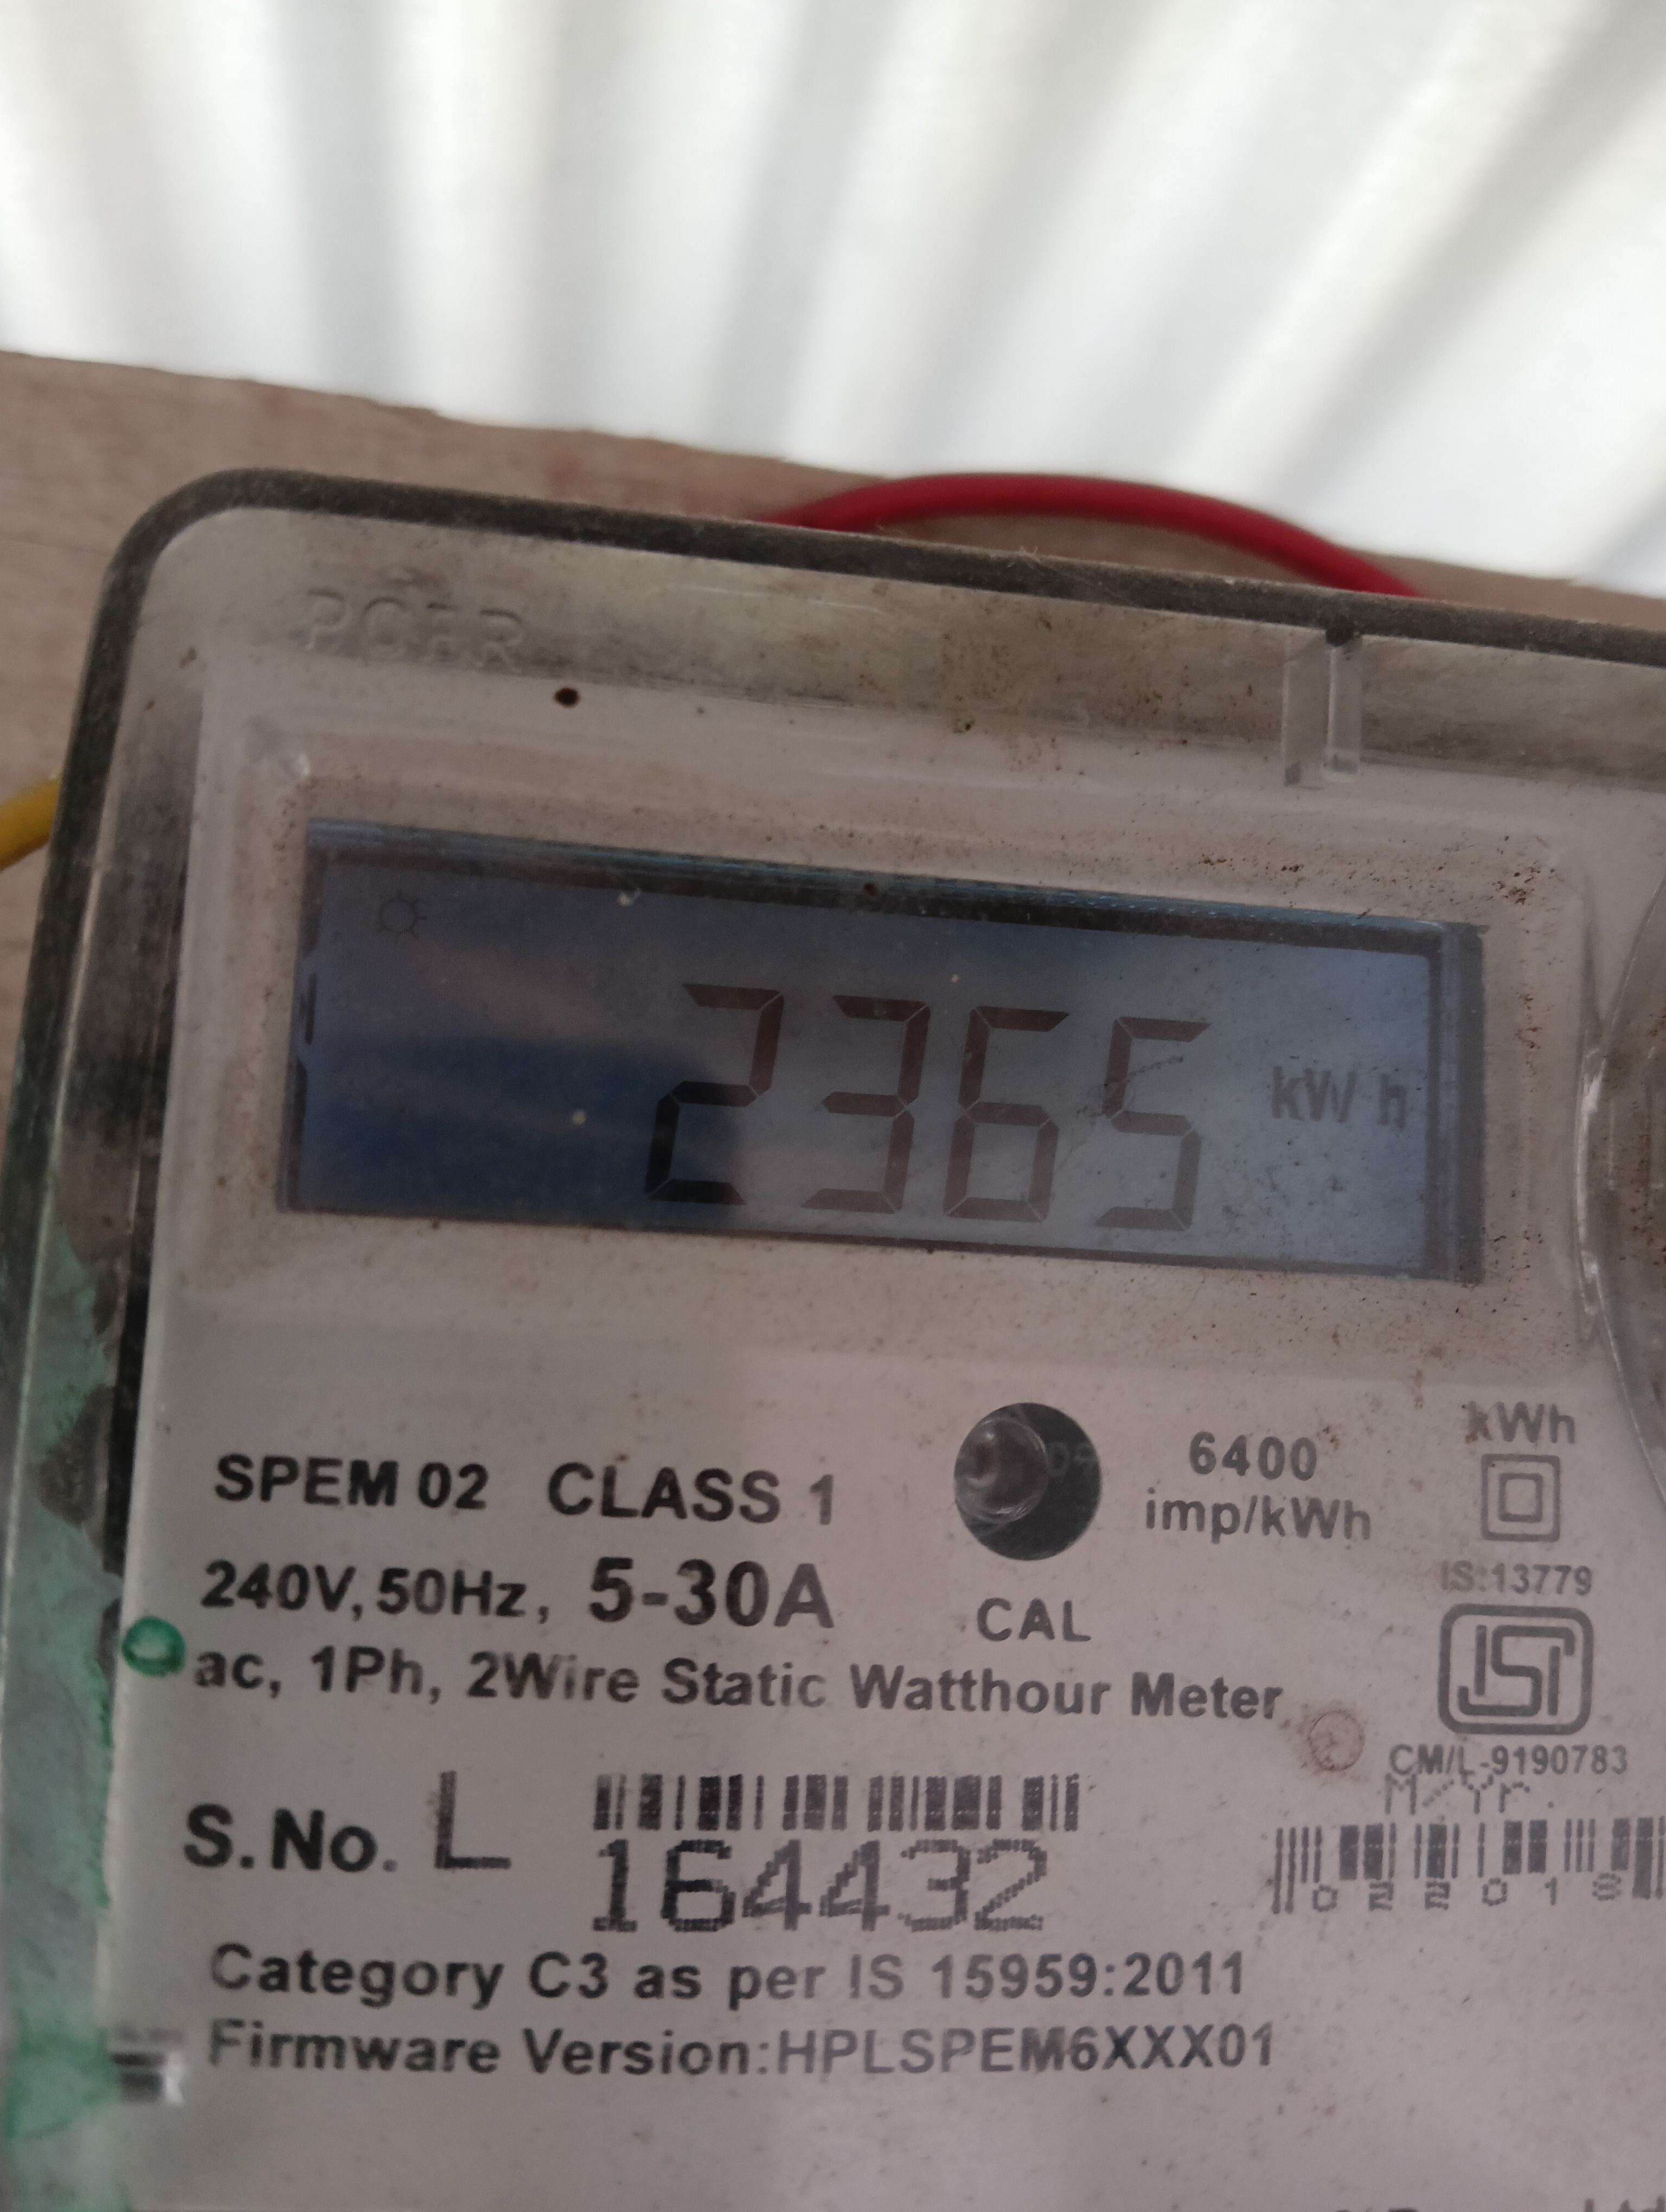 2365 kWh
SPEM 02 CLASS 1
6400
imp/kWh
kWh
240V, 50Hz, 5-30A
CAL
IS:13779
ac, 1Ph, 2Wire Static Watthour Meter
ISI
CM/L-9190783
M/Yr.
S.No. L
164432
022018
Category C3 as per IS 15959:2011
Firmware Version:HPLSPEM6XXX01